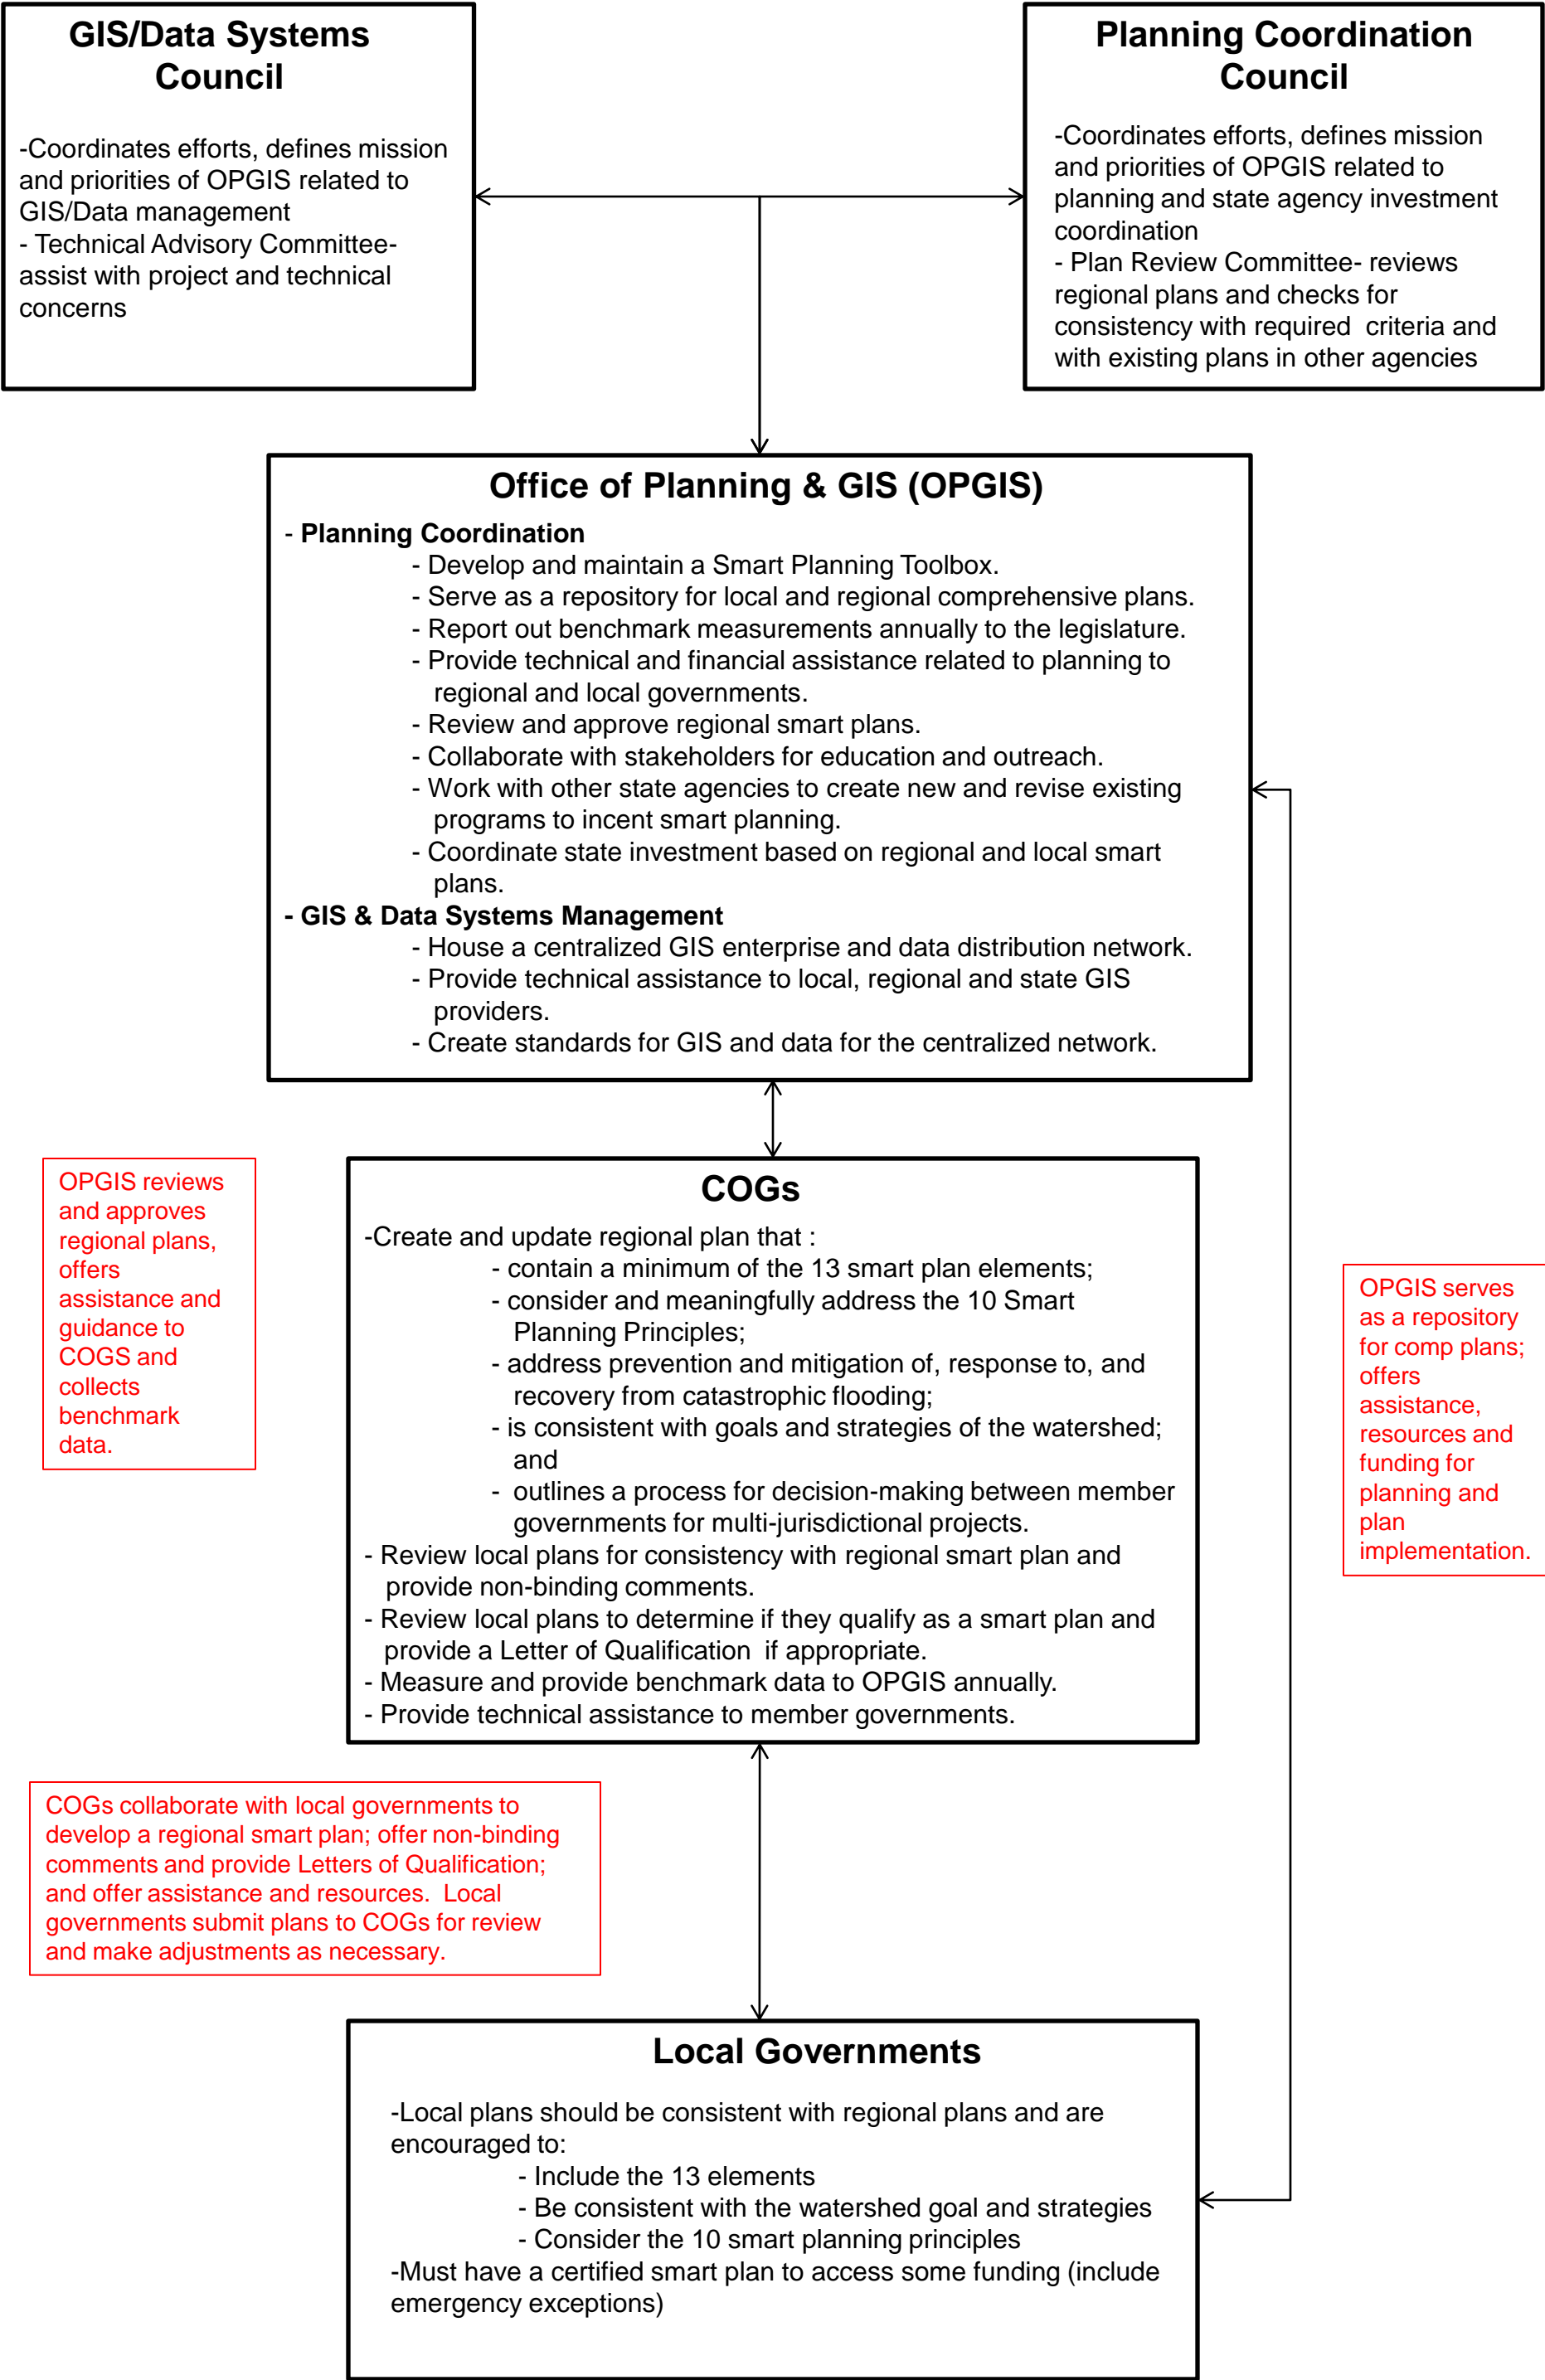 GIS/Data Systems
Council
-Coordinates efforts, defines mission
and priorities of OPGIS related to
GIS/Data management
- Technical Advisory Committee-
assist with project and technical
concerns
Planning Coordination
Council
-Coordinates efforts, defines mission
and priorities of OPGIS related to
planning and state agency investment
coordination
- Plan Review Committee- reviews
regional plans and checks for
consistency with required  criteria and
with existing plans in other agencies
Office of Planning & GIS (OPGIS)
- Planning Coordination
- Develop and maintain a Smart Planning Toolbox.
- Serve as a repository for local and regional comprehensive plans.
- Report out benchmark measurements annually to the legislature.
- Provide technical and financial assistance related to planning to
regional and local governments.
- Review and approve regional smart plans.
- Collaborate with stakeholders for education and outreach.
- Work with other state agencies to create new and revise existing
programs to incent smart planning.
- Coordinate state investment based on regional and local smart
plans.
- GIS & Data Systems Management
- House a centralized GIS enterprise and data distribution network.
- Provide technical assistance to local, regional and state GIS
providers.
- Create standards for GIS and data for the centralized network.
OPGIS reviews
and approves
regional plans,
offers
assistance and
guidance to
COGS and
collects
benchmark
data.
COGs
-Create and update regional plan that :
- contain a minimum of the 13 smart plan elements;
- consider and meaningfully address the 10 Smart
Planning Principles;
- address prevention and mitigation of, response to, and
recovery from catastrophic flooding;
- is consistent with goals and strategies of the watershed;
and
- outlines a process for decision-making between member
governments for multi-jurisdictional projects.
- Review local plans for consistency with regional smart plan and
provide non-binding comments.
- Review local plans to determine if they qualify as a smart plan and
provide a Letter of Qualification  if appropriate.
- Measure and provide benchmark data to OPGIS annually.
- Provide technical assistance to member governments.
OPGIS serves
as a repository
for comp plans;
offers
assistance,
resources and
funding for
planning and
plan
implementation.
COGs collaborate with local governments to
develop a regional smart plan; offer non-binding
comments and provide Letters of Qualification;
and offer assistance and resources.  Local
governments submit plans to COGs for review
and make adjustments as necessary.
Local Governments
-Local plans should be consistent with regional plans and are
encouraged to:
- Include the 13 elements
- Be consistent with the watershed goal and strategies
- Consider the 10 smart planning principles
-Must have a certified smart plan to access some funding (include
emergency exceptions)